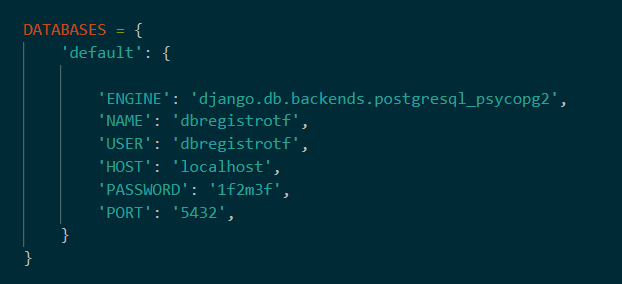 DATABASES = {
'default': {
'ENGINE': 'django.db.backends.postgresql_psycopg2',
'NAME': 'dbregistrotf',
'USER': 'dbregistrotf',
'HOST': 'localhost',
'PASSWORD': '1f2m3f',
'PORT': '5432',
}
}